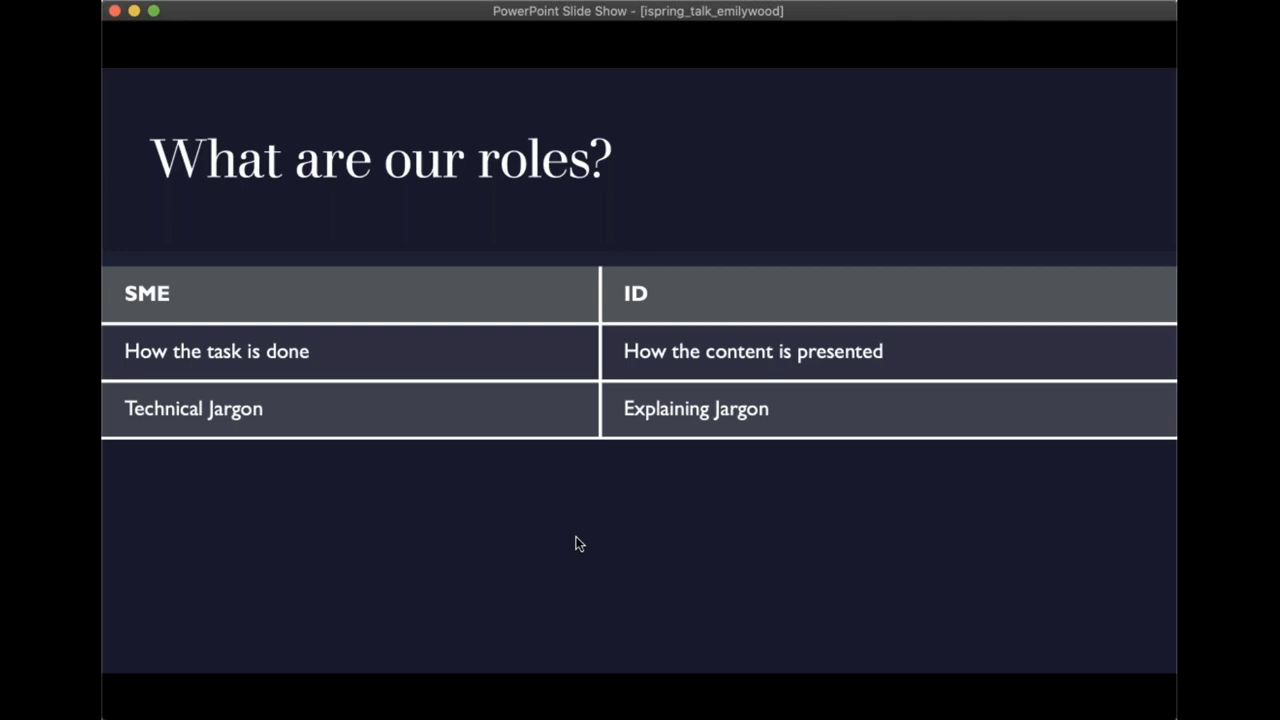 PowerPoint Slide Show - [ispring_talk_emilywood]
What are our roles?
SME
ID
How the task is done
How the content is presented
Technical Jargon
Explaining Jargon